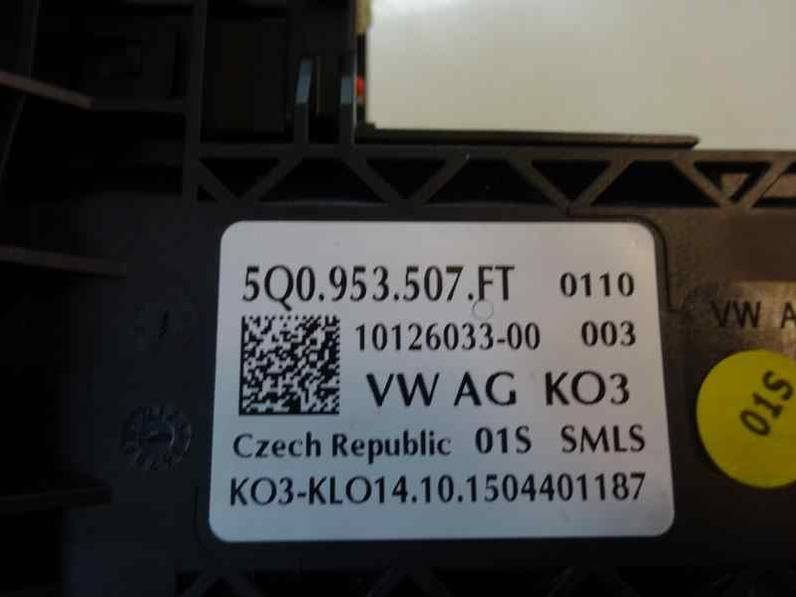 5Q0.953.507.FT 0110
10126033-00 003
VW AG KO3
Czech Republic 01S SMLS
KO3-KLO14.10.1504401187
VW A
01S